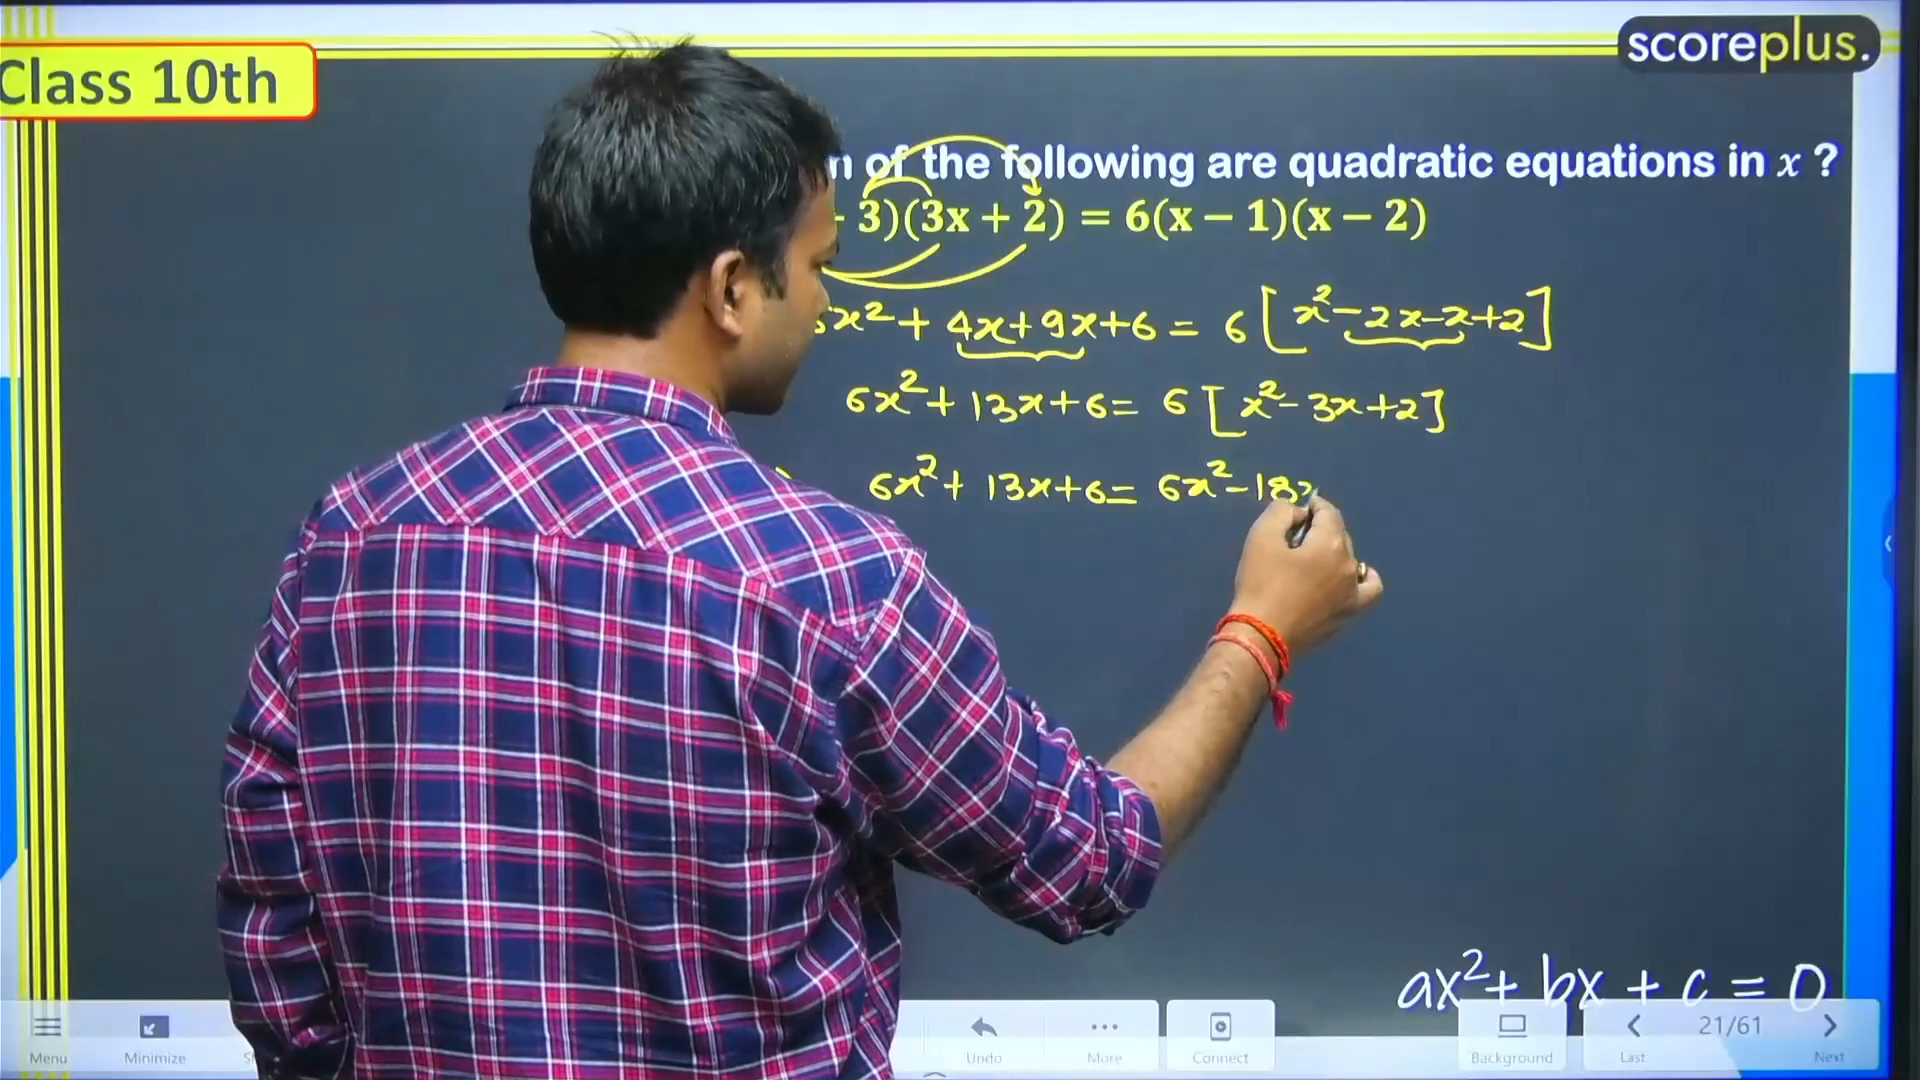 Class 10th
scoreplus.
of the following are quadratic equations in x ?
3)(3x + 2) = 6(x − 1)(x − 2)
x² + 4x+9x+6 = 6[x²-2x-x+2]
6x²+13x+6= 6[x²-3x+2]
6x²+13x+6= 6x²-18
ax²+bx+c=0
Menu
Minimize
Undo
More
Connect
Background
Last
21/61
Next